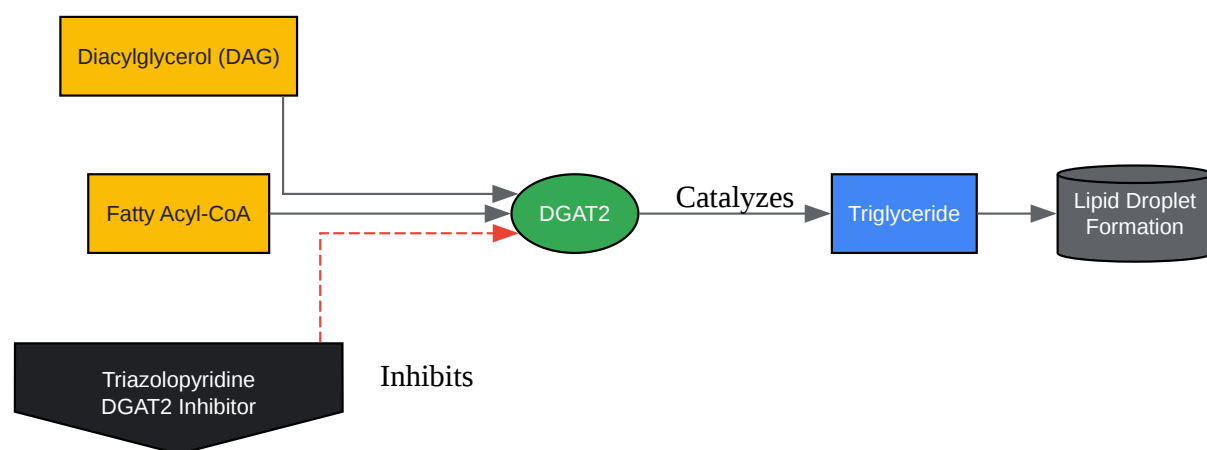 Diacylglycerol (DAG)
Fatty Acyl-CoA
DGAT2
Catalyzes
Triglyceride
Lipid Droplet
Formation
Triazolopyridine
DGAT2 Inhibitor
Inhibits